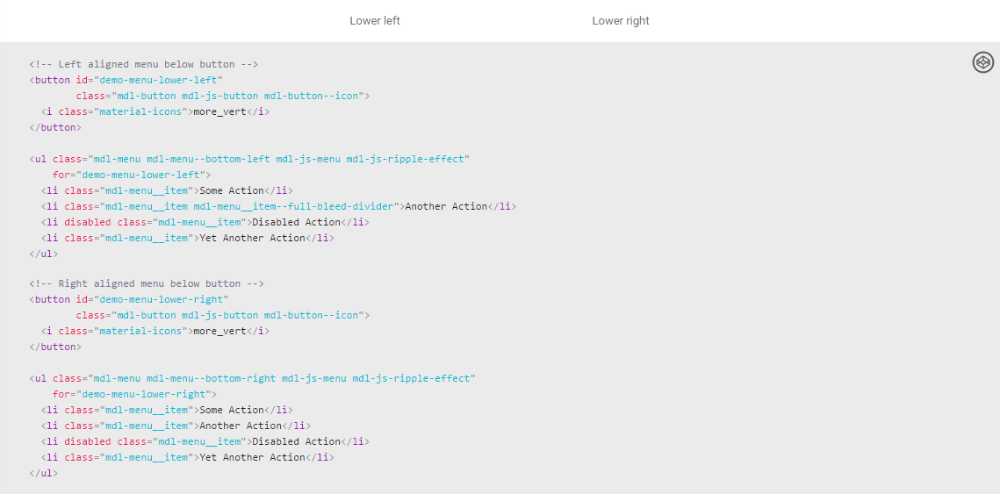 Lower left Lower right
<!-- Left aligned menu below button -->
<button id="demo-menu-lower-left"
        class="mdl-button mdl-js-button mdl-button--icon">
  <i class="material-icons">more_vert</i>
</button>

<ul class="mdl-menu mdl-menu--bottom-left mdl-js-menu mdl-js-ripple-effect"
    for="demo-menu-lower-left">
  <li class="mdl-menu__item">Some Action</li>
  <li class="mdl-menu__item mdl-menu__item--full-bleed-divider">Another Action</li>
  <li disabled class="mdl-menu__item">Disabled Action</li>
  <li class="mdl-menu__item">Yet Another Action</li>
</ul>

<!-- Right aligned menu below button -->
<button id="demo-menu-lower-right"
        class="mdl-button mdl-js-button mdl-button--icon">
  <i class="material-icons">more_vert</i>
</button>

<ul class="mdl-menu mdl-menu--bottom-right mdl-js-menu mdl-js-ripple-effect"
    for="demo-menu-lower-right">
  <li class="mdl-menu__item">Some Action</li>
  <li class="mdl-menu__item">Another Action</li>
  <li disabled class="mdl-menu__item">Disabled Action</li>
  <li class="mdl-menu__item">Yet Another Action</li>
</ul>